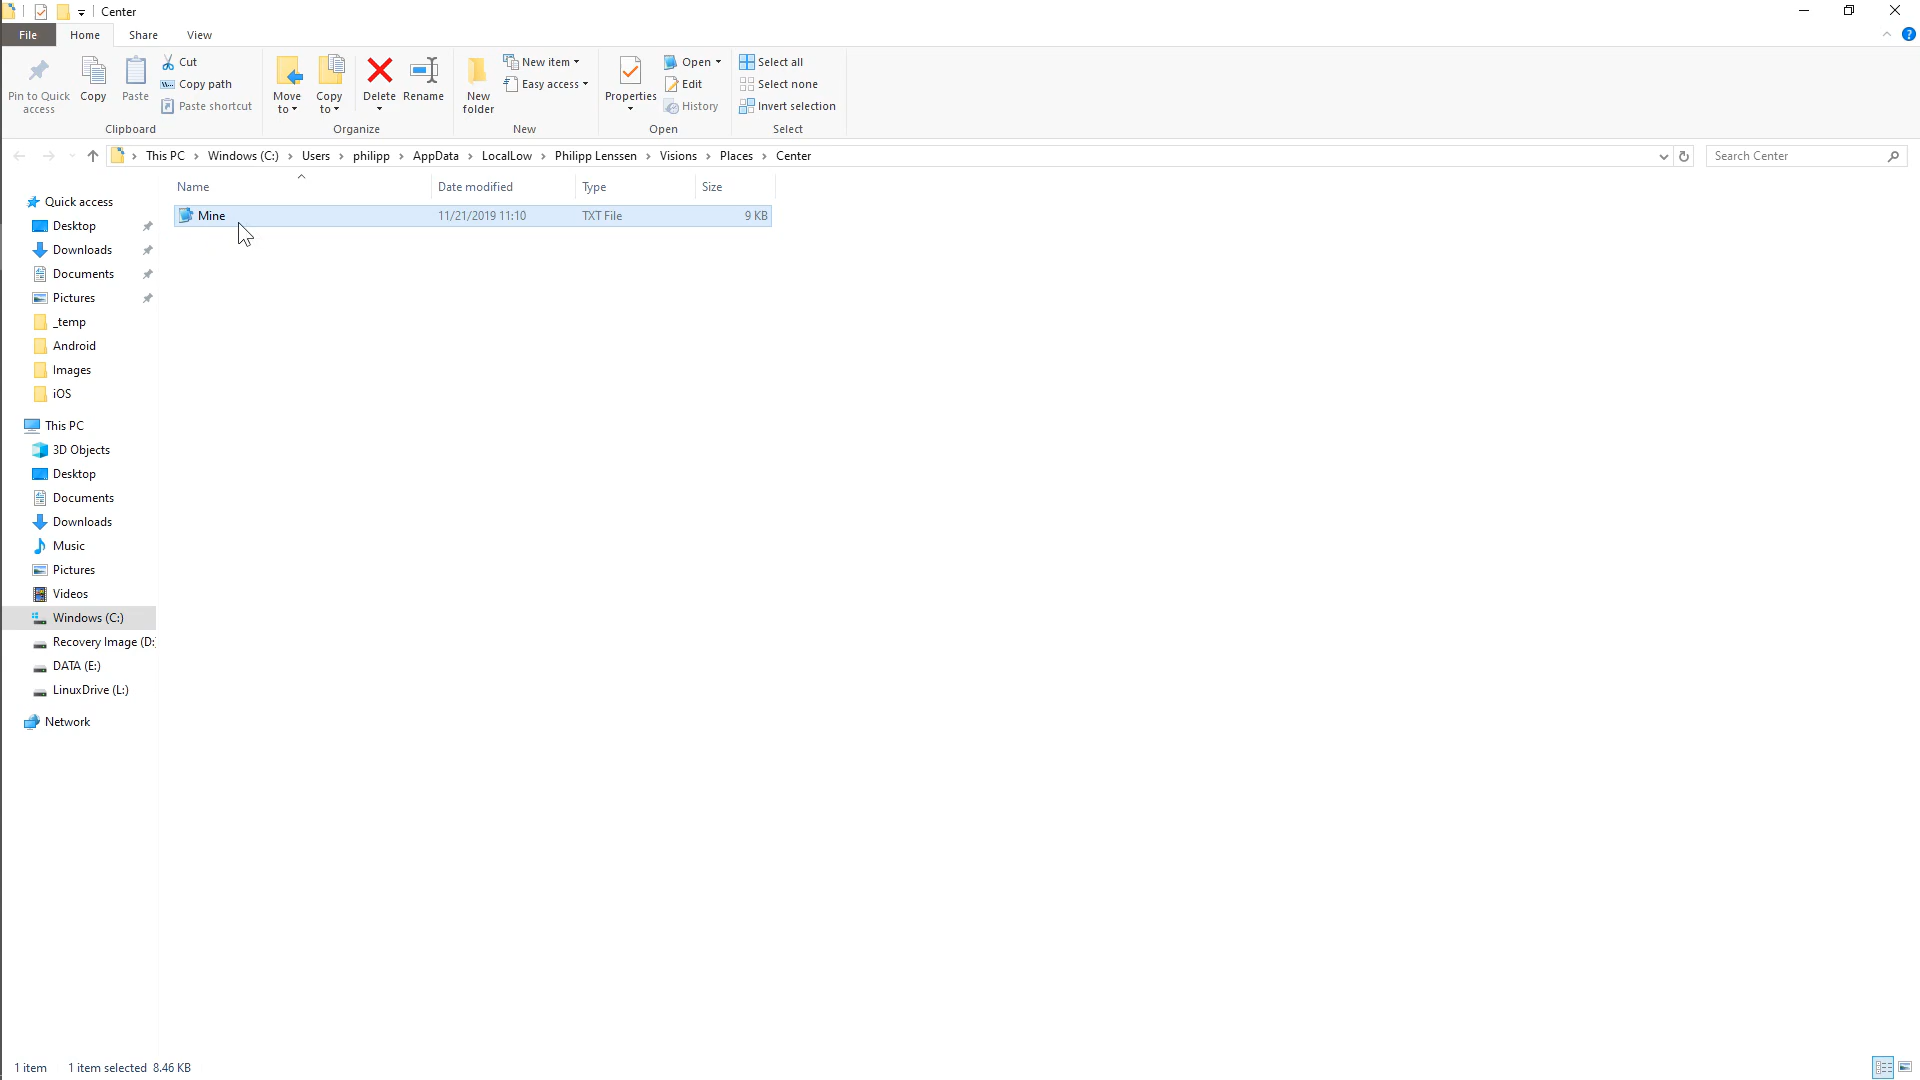 Center
File Home Share View
Pin to Quick access
Copy
Paste
Cut
Copy path
Paste shortcut
Clipboard
Move to
Copy to
Delete
Rename
Organize
New folder
New item
Easy access
New
Properties
Open
Edit
History
Open
Select all
Select none
Invert selection
Select
This PC › Windows (C:) › Users › philipp › AppData › LocalLow › Philipp Lenssen › Visions › Places › Center
Search Center
Name Date modified Type Size
Mine 11/21/2019 11:10 TXT File 9 KB
Quick access
Desktop
Downloads
Documents
Pictures
_temp
Android
Images
iOS
This PC
3D Objects
Desktop
Documents
Downloads
Music
Pictures
Videos
Windows (C:)
Recovery Image (D:
DATA (E:)
LinuxDrive (L:)
Network
1 item 1 item selected 8.46 KB